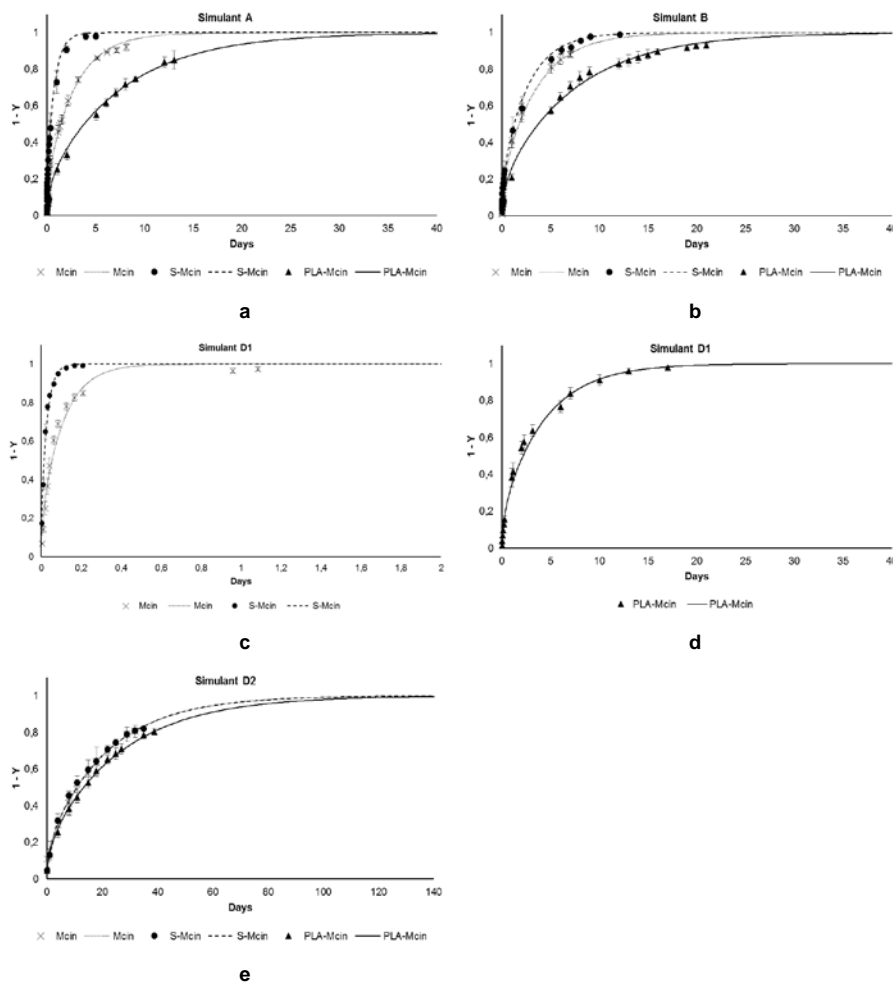 Simulant A
1 - Y
1
0,8
0,6
0,4
0,2
0
0 5 10 15 20 25 30 35 40
Days
Mcin Mcin S-Mcin S-Mcin PLA-Mcin PLA-Mcin
a
Simulant B
1 - Y
1
0,8
0,6
0,4
0,2
0
0 5 10 15 20 25 30 35 40
Days
Mcin Mcin S-Mcin S-Mcin PLA-Mcin PLA-Mcin
b
Simulant D1
1 - Y
1
0,8
0,6
0,4
0,2
0
0 0,2 0,4 0,6 0,8 1 1,2 1,4 1,6 1,8 2
Days
Mcin Mcin S-Mcin S-Mcin
c
Simulant D1
1 - Y
1
0,8
0,6
0,4
0,2
0
0 5 10 15 20 25 30 35 40
Days
PLA-Mcin PLA-Mcin
d
Simulant D2
1 - Y
1
0,8
0,6
0,4
0,2
0
0 20 40 60 80 100 120 140
Days
Mcin Mcin S-Mcin S-Mcin PLA-Mcin PLA-Mcin
e